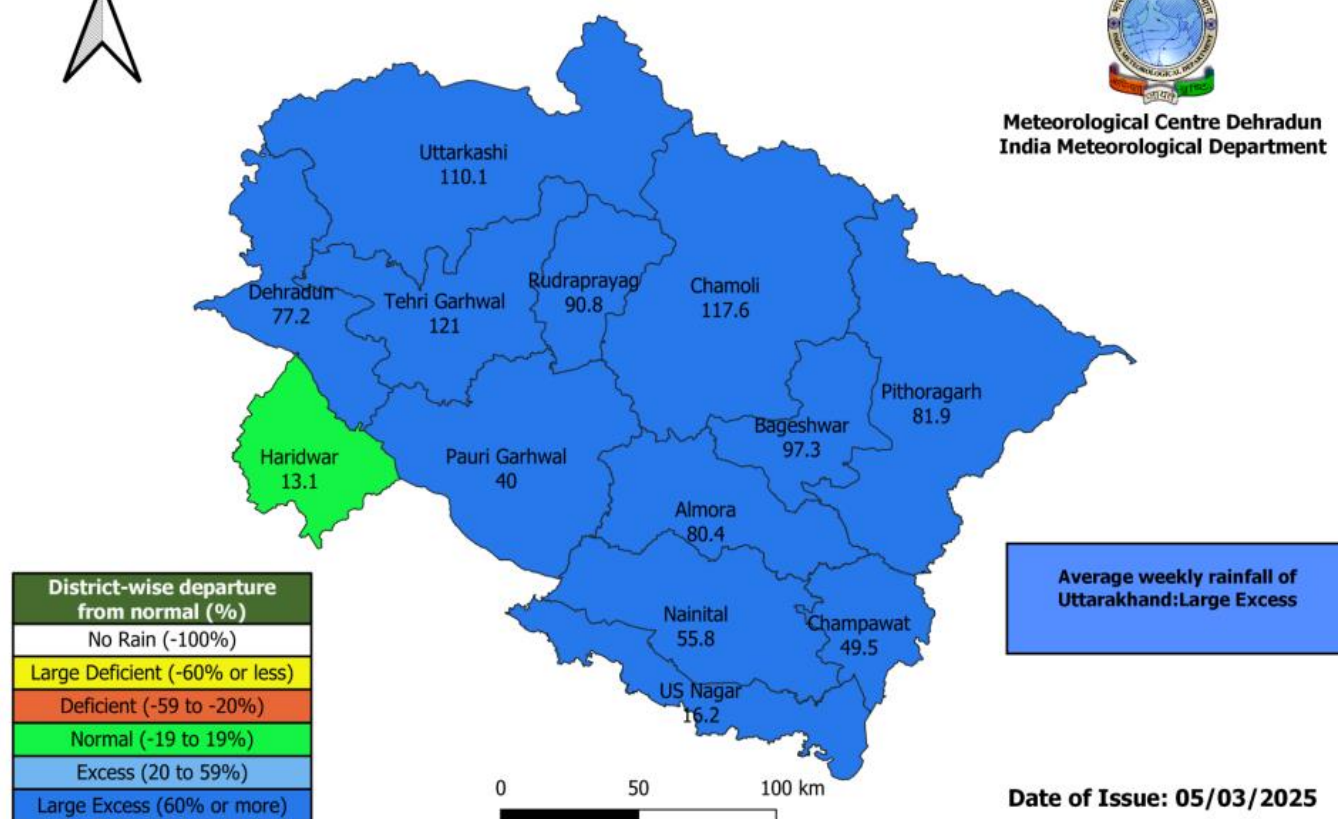 INDIA METEOROLOGICAL DEPARTMENT
Meteorological Centre Dehradun
India Meteorological Department
Uttarkashi
110.1
Dehradun
77.2
Tehri Garhwal
121
Rudraprayag
90.8
Chamoli
117.6
Pithoragarh
81.9
Bageshwar
97.3
Haridwar
13.1
Pauri Garhwal
40
Almora
80.4
Nainital
55.8
Champawat
49.5
US Nagar
16.2
District-wise departure
from normal (%)
No Rain (-100%)
Large Deficient (-60% or less)
Deficient (-59 to -20%)
Normal (-19 to 19%)
Excess (20 to 59%)
Large Excess (60% or more)
Average weekly rainfall of
Uttarakhand:Large Excess
0 50 100 km
Date of Issue: 05/03/2025